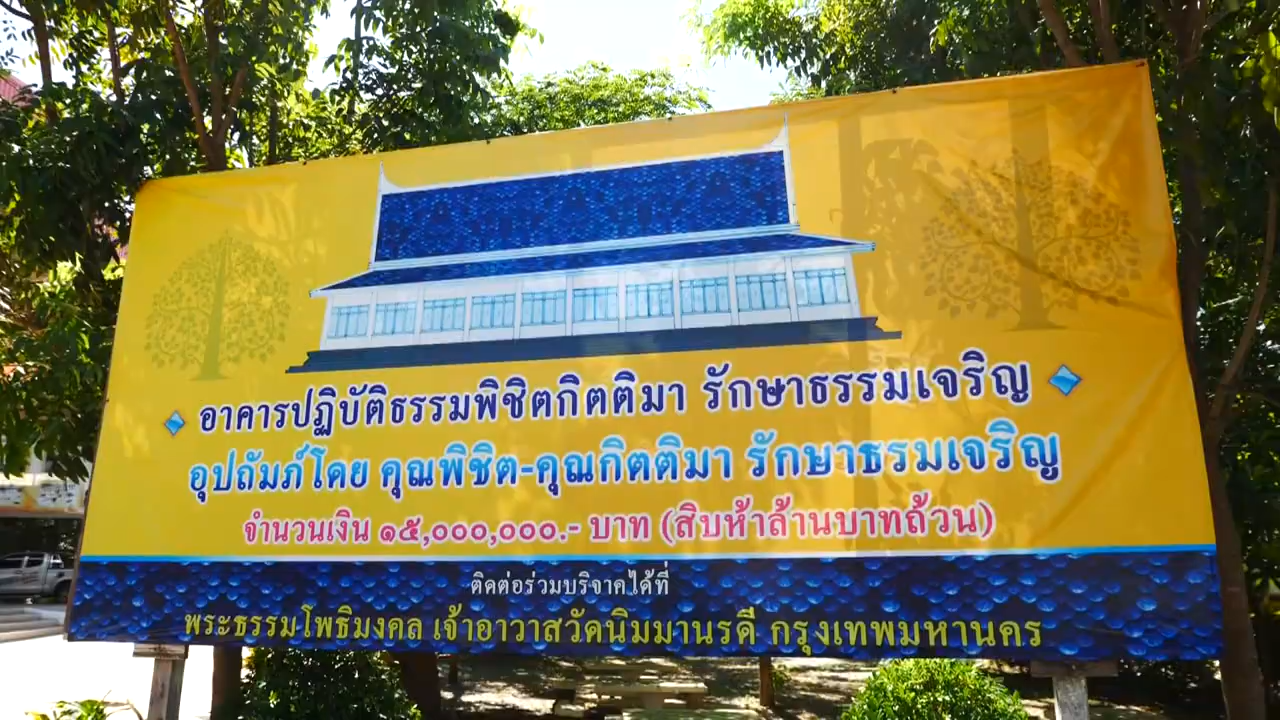 อาคารปฏิบัติธรรมพิชิตกิตติมา รักษาธรรมเจริญ
อุปถัมภ์โดย คุณพิชิต-คุณกิตติมา รักษาธรมเจริญ
จำนวนเงิน ๑๕,๐๐๐,๐๐๐.- บาท (สิบห้าล้านบาทถ้วน)
ติดต่อร่วมบริจาคได้ที่
พระธรรมโพธิมงคล เจ้าอาวาสวัดนิมมานรดี กรุงเทพมหานคร